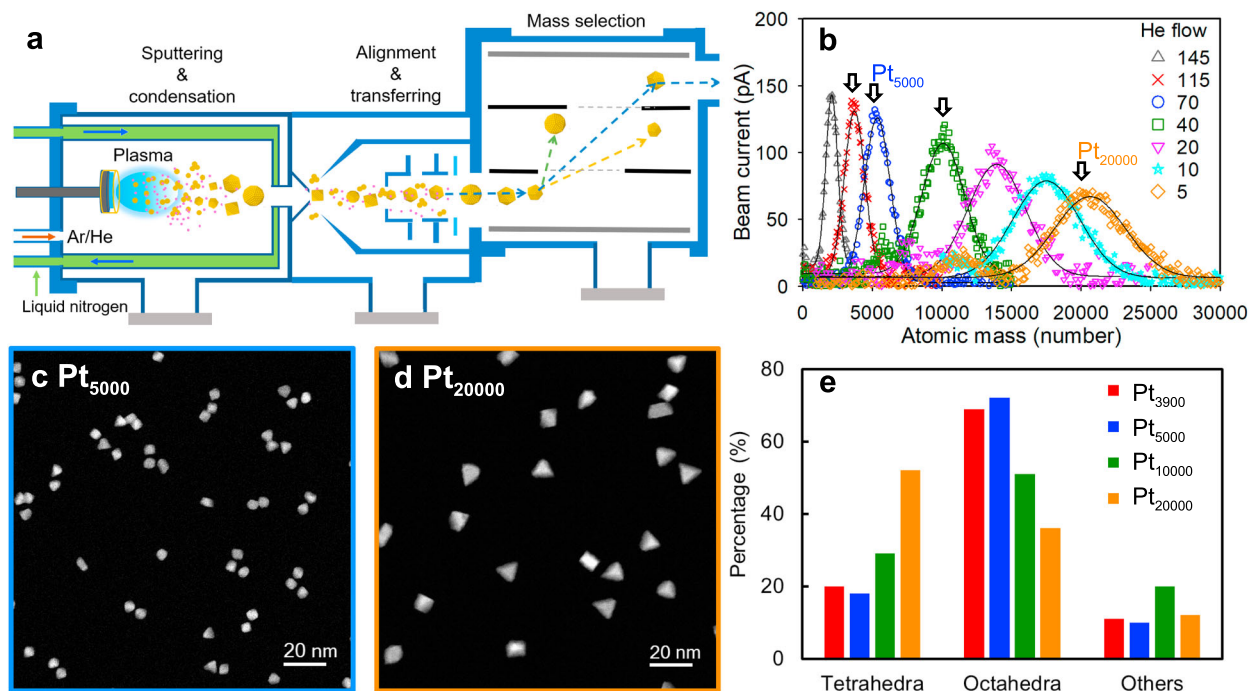 a
Sputtering
&
condensation
Alignment
&
transferring
Mass selection
Plasma
Ar/He
Liquid nitrogen
b
Beam current (pA)
200
150
100
50
0
0
5000
10000
15000
20000
25000
30000
Atomic mass (number)
Pt5000
Pt20000
He flow
145
115
70
40
20
10
5
c Pt5000
20 nm
d Pt20000
20 nm
e
Percentage (%)
80
60
40
20
0
Pt3900
Pt5000
Pt10000
Pt20000
Tetrahedra
Octahedra
Others